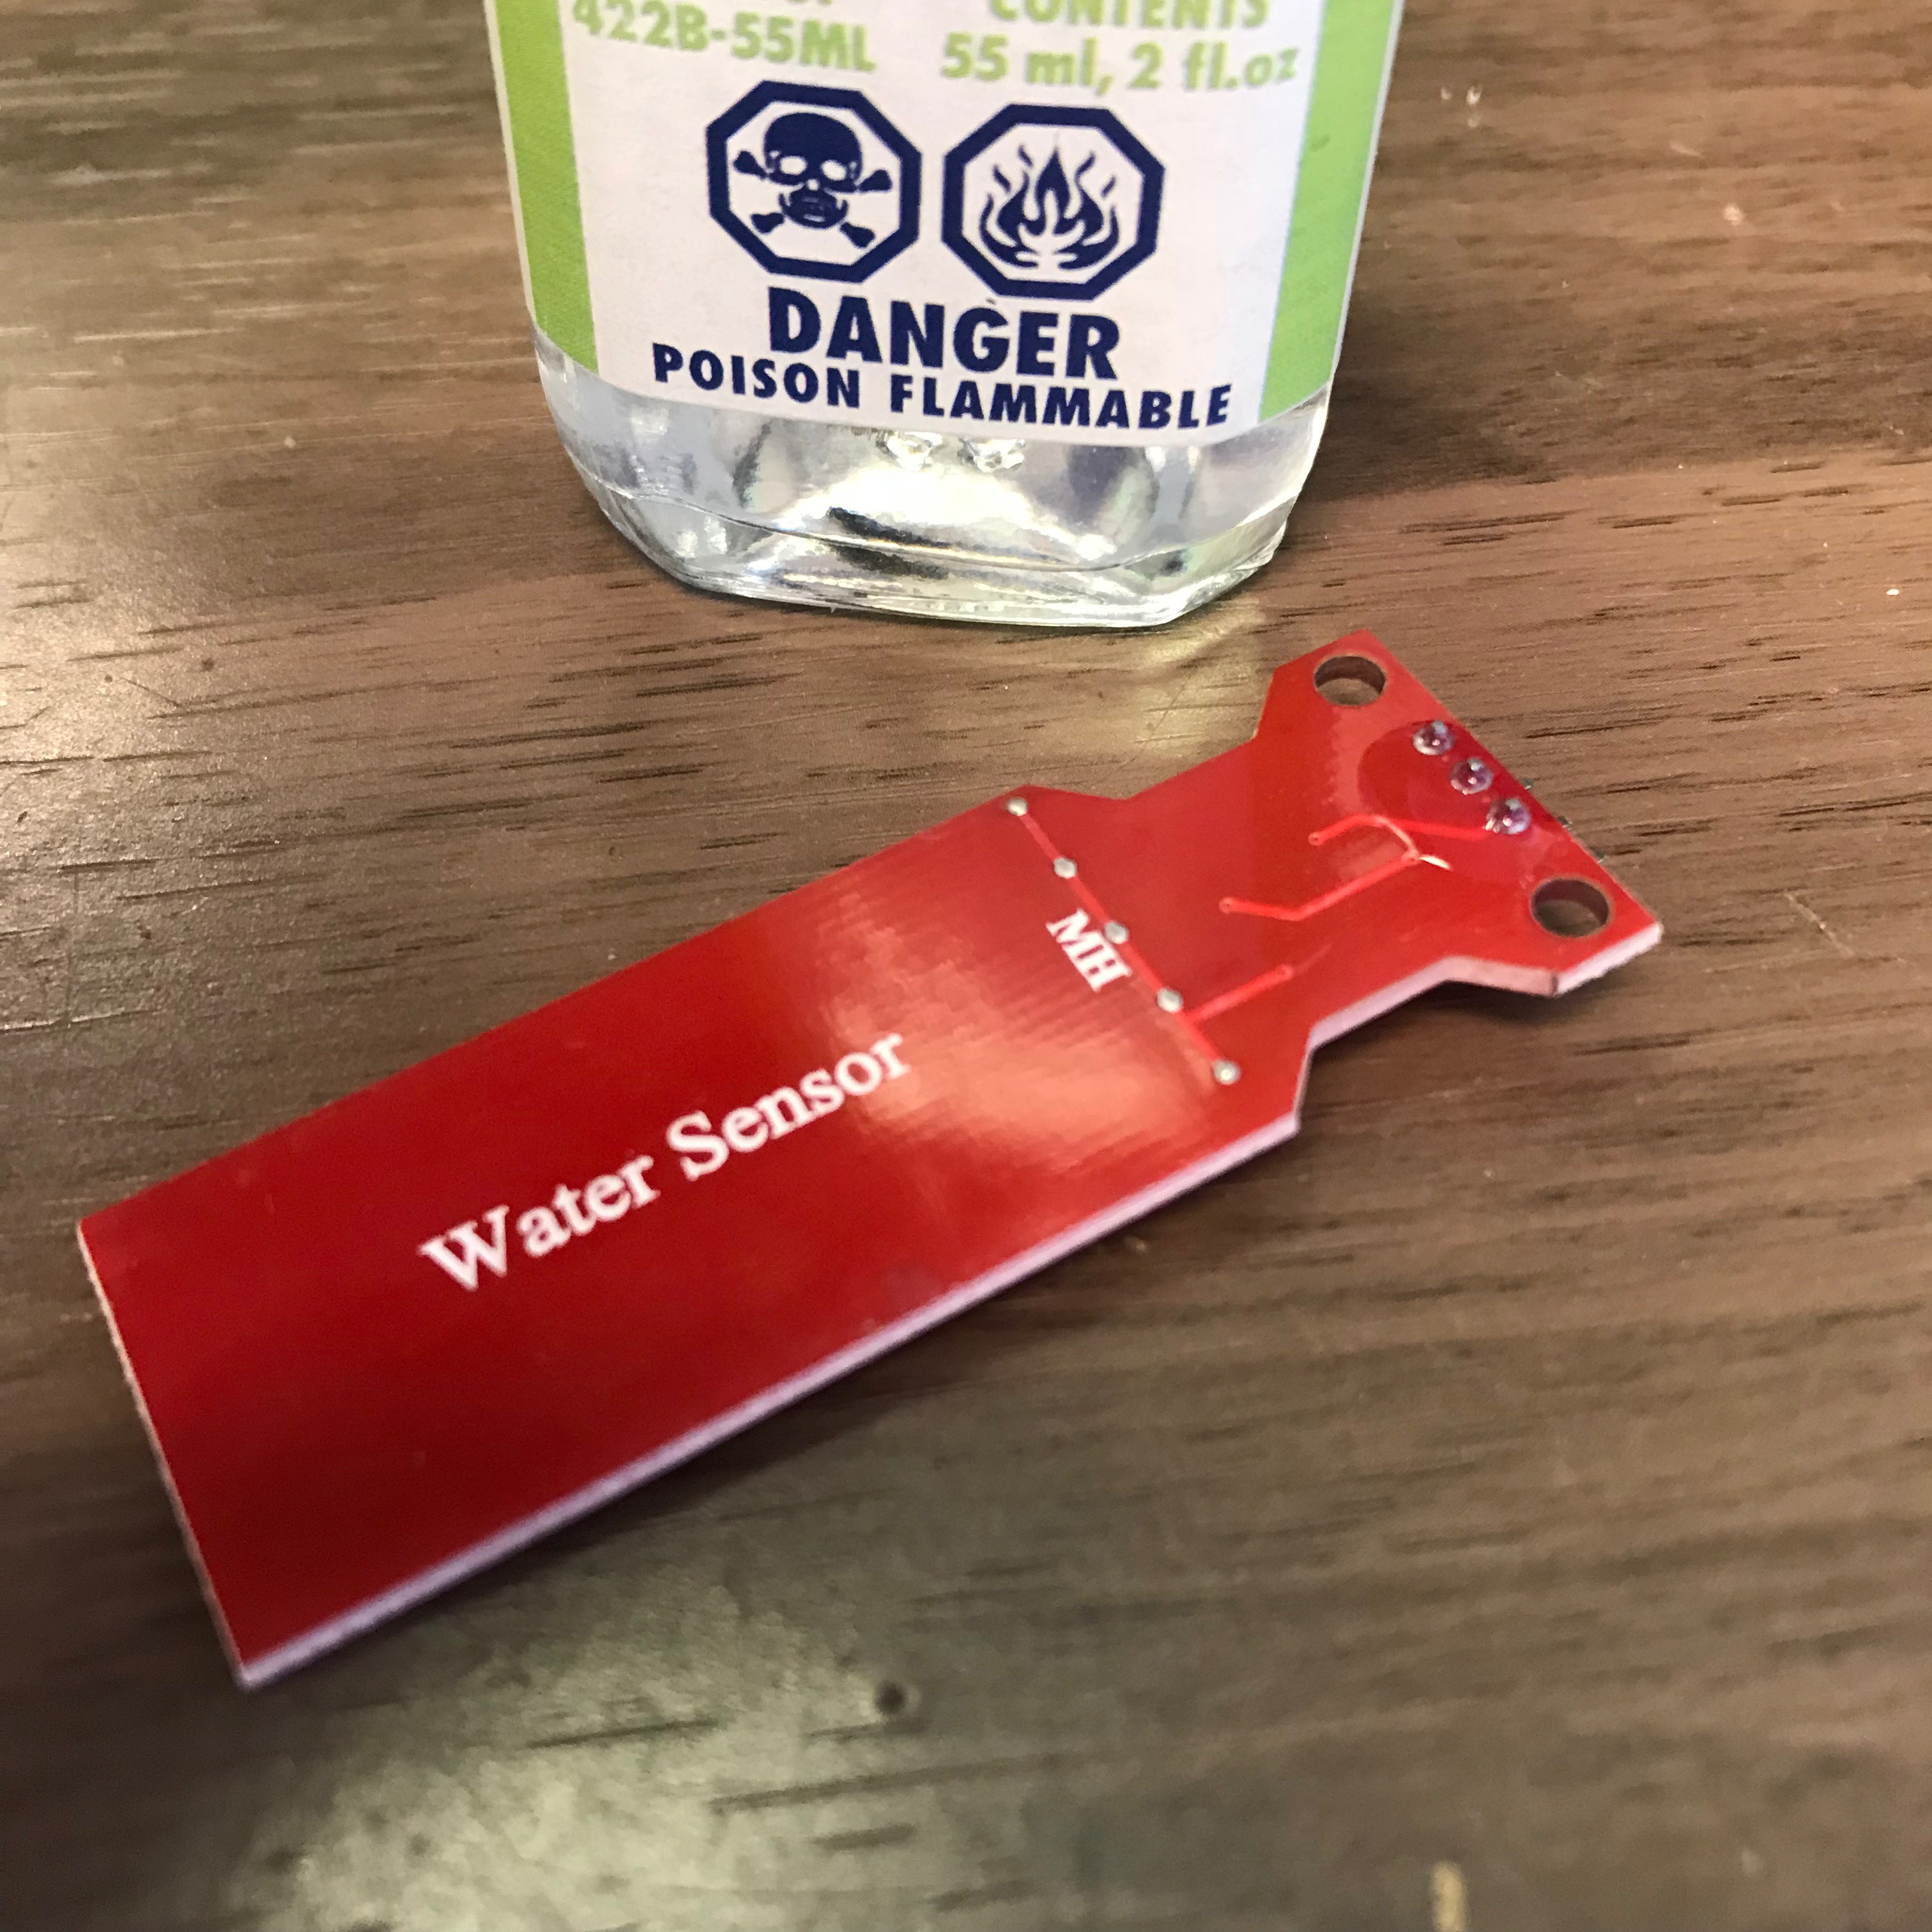 422B-55ML
CONTENTS
55 ml, 2 fl.oz
DANGER
POISON FLAMMABLE
MH
Water Sensor